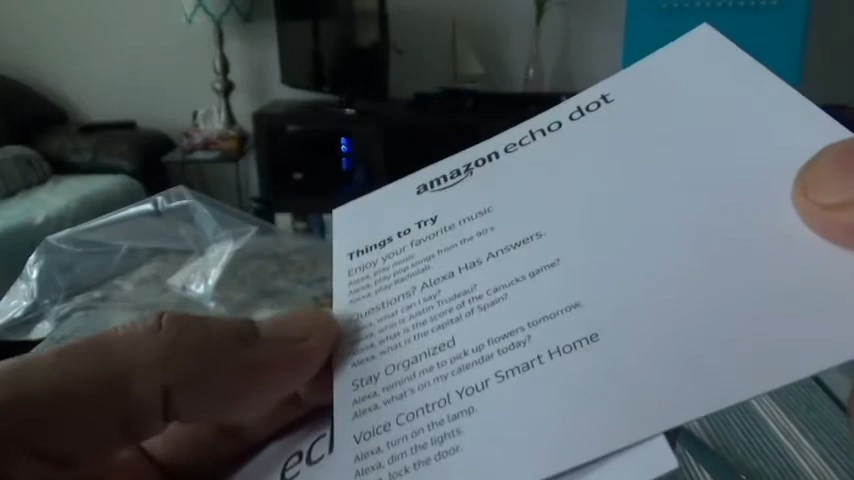 amazon echo dot
Things to Try
Enjoy your favorite music
Alexa, play music.
Alexa, play pop songs from the 90's.
Alexa, play
Questions? Alexa Has Answers.
Alexa, what can I say?
Alexa, who is Justin Trudeau?
Alexa, what is the score of the Canucks game?
Alexa, what is the capital of Spain?
Stay Organized
Alexa, remind me to pick up flowers tomorrow.
Alexa, what's on my calendar today?
Voice Control Your Smart Home
Alexa, turn on the lamp.
Alexa, dim the lights.
lock the door.
ec